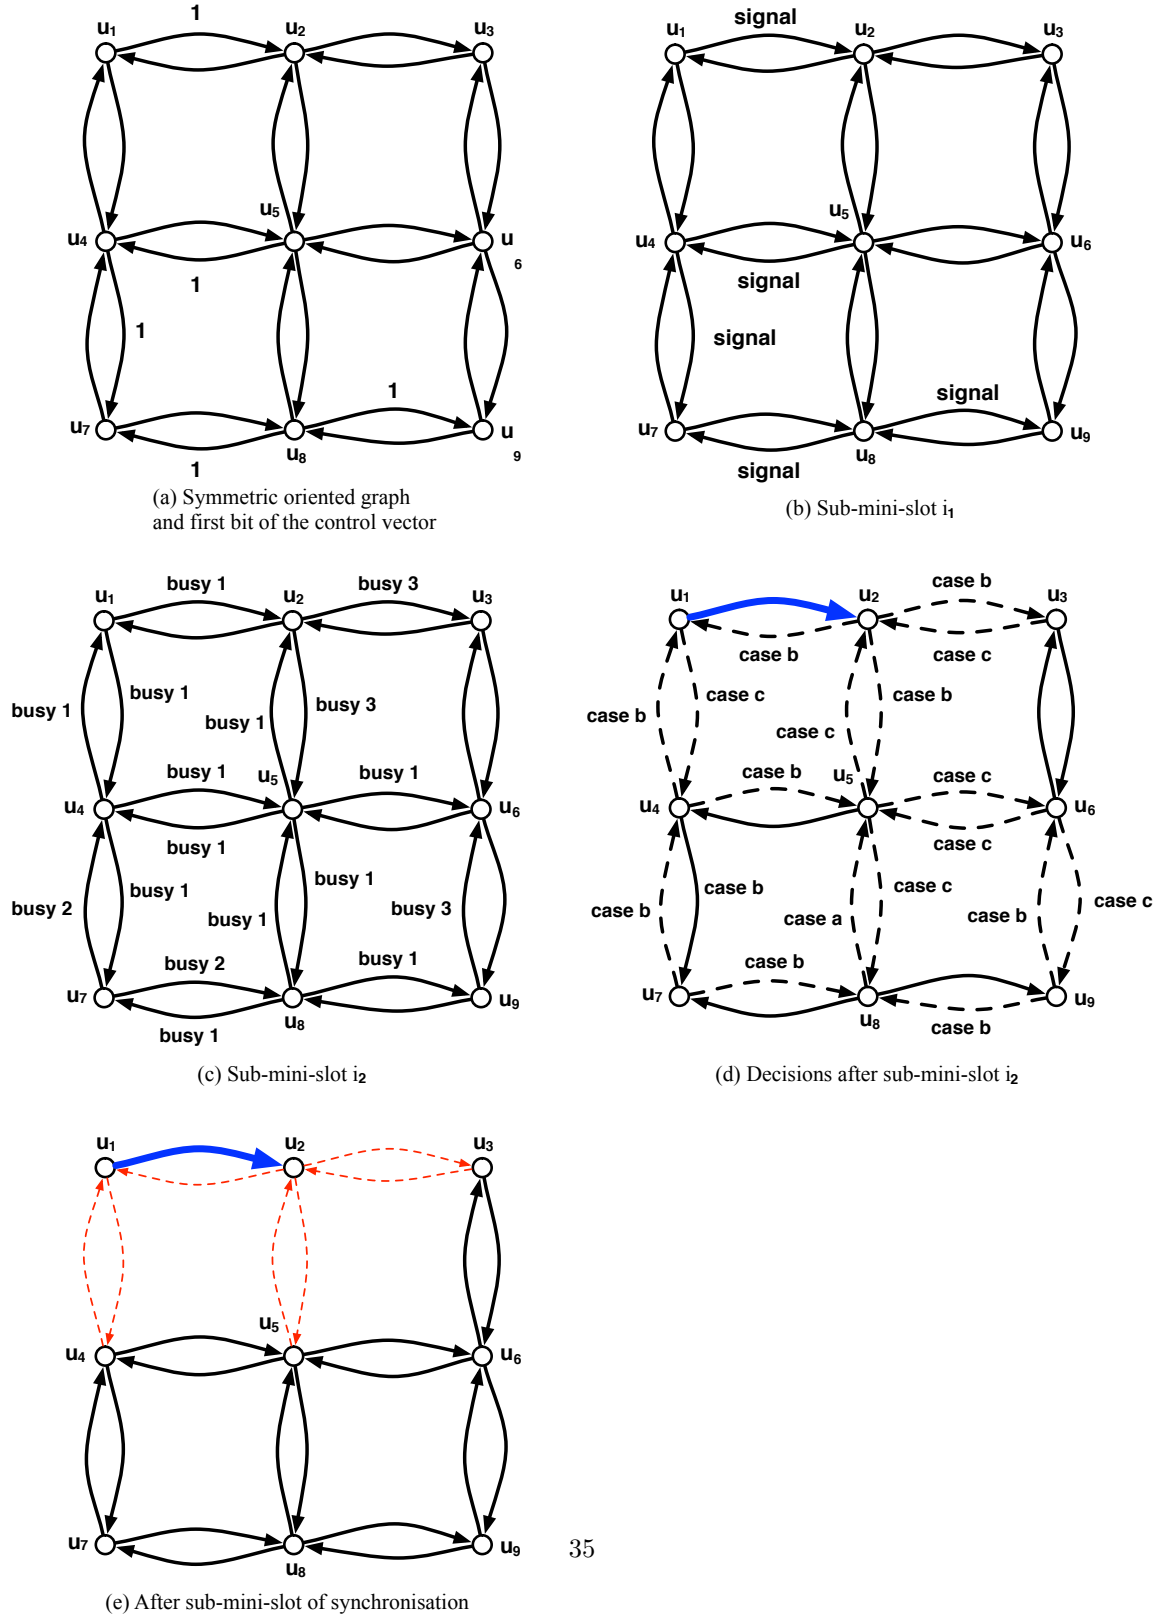 1
u1 u2 u3
u5
u4 u6
1
1
1
u7 u8 u9
1
(a) Symmetric oriented graph
and first bit of the control vector
signal
u1 u2 u3
u5
u4 u6
signal
signal
signal
u7 u8 u9
signal
(b) Sub-mini-slot i1
busy 1 busy 3
u1 u2 u3
busy 1 busy 1 busy 1 busy 3
busy 1 u5 busy 1
u4 u6
busy 1
busy 2 busy 1 busy 1 busy 1 busy 3
busy 2 busy 1
u7 u8 u9
busy 1
(c) Sub-mini-slot i2
case b
u1 u2 u3
case b case c
case b case c case c case b
case b u5 case c
u4 u6
case c
case b case b case a case c case b case c
case b
u7 u8 u9
case b
(d) Decisions after sub-mini-slot i2
u1 u2 u3
u5
u4 u6
u7 u8 u9
35
(e) After sub-mini-slot of synchronisation